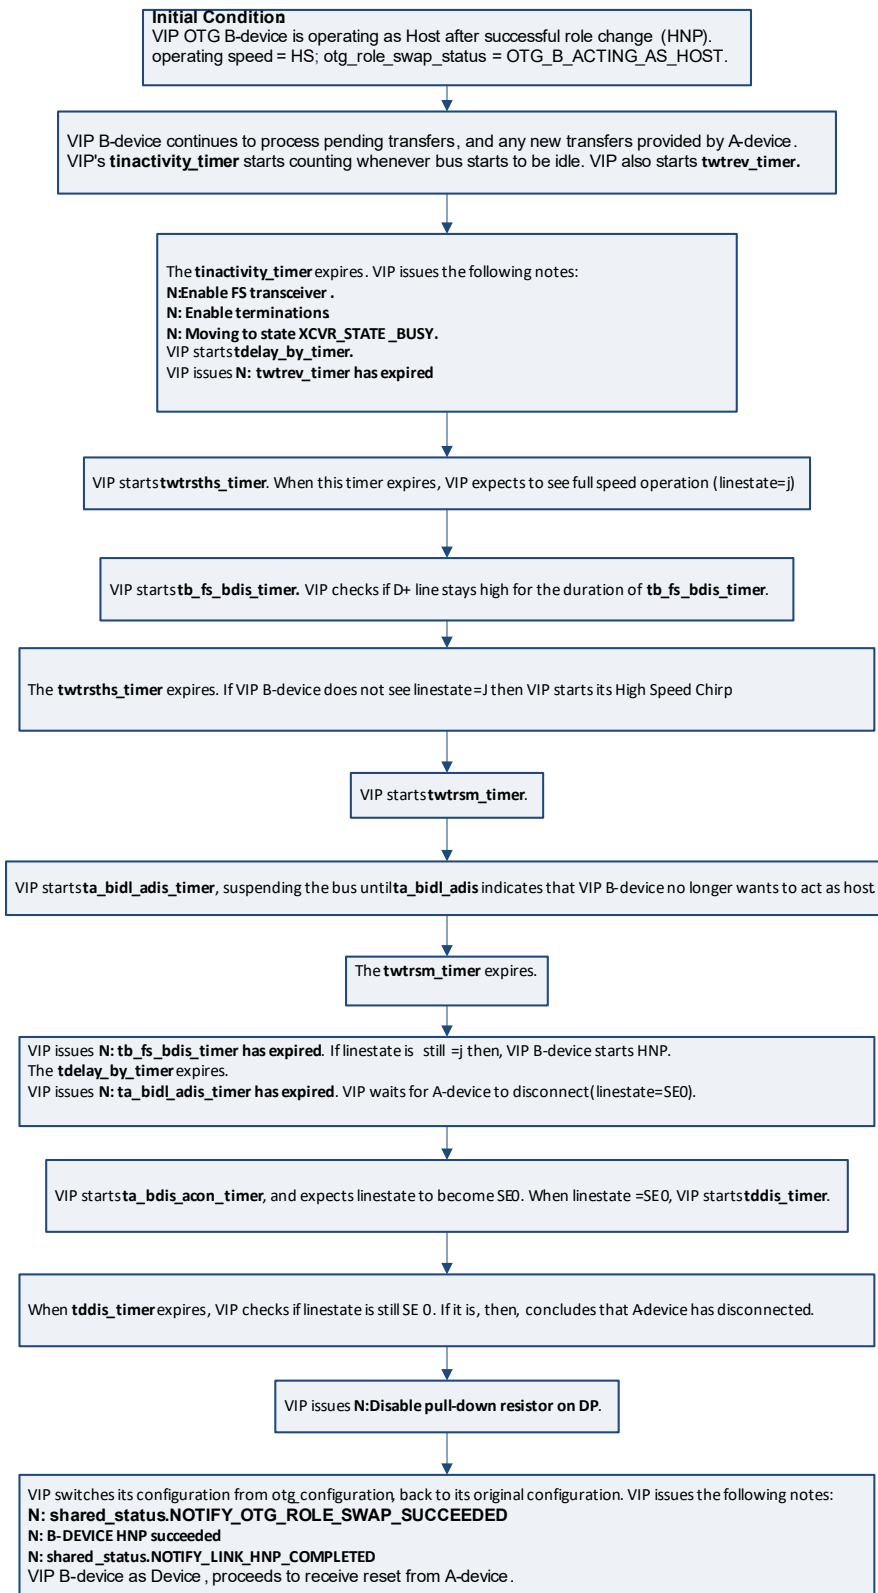 Initial Condition:
VIP OTG B-device is operating as Host after successful role change (HNP).
operating speed = HS; otg_role_swap_status = OTG_B_ACTING_AS_HOST.
VIP B-device continues to process pending transfers, and any new transfers provided by A-device.
VIP's tinactivity_timer starts counting whenever bus starts to be idle. VIP also starts twtrev_timer.
The tinactivity_timer expires. VIP issues the following notes:
N:Enable FS transceiver.
N: Enable terminations.
N: Moving to state XCVR_STATE_BUSY.
VIP starts tdelay_by_timer.
VIP issues N: twtrev_timer has expired
VIP starts twtrsths_timer. When this timer expires, VIP expects to see full speed operation (linestate=j)
VIP starts tb_fs_bdis_timer. VIP checks if D+ line stays high for the duration of tb_fs_bdis_timer.
The twtrsths_timer expires. If VIP B-device does not see linestate=J then VIP starts its High Speed Chirp
VIP starts twtrsm_timer.
VIP starts ta_bidl_adis_timer, suspending the bus until ta_bidl_adis indicates that VIP B-device no longer wants to act as host.
The twtrsm_timer expires.
VIP issues N: tb_fs_bdis_timer has expired. If linestate is still =j then, VIP B-device starts HNP.
The tdelay_by_timer expires.
VIP issues N: ta_bidl_adis_timer has expired. VIP waits for A-device to disconnect(linestate=SE0).
VIP starts ta_bdis_acon_timer, and expects linestate to become SE0. When linestate =SE0, VIP starts tddis_timer.
When tddis_timer expires, VIP checks if linestate is still SE 0. If it is, then, concludes that A-device has disconnected.
VIP issues N:Disable pull-down resistor on DP.
VIP switches its configuration from otg_configuration, back to its original configuration. VIP issues the following notes:
N: shared_status.NOTIFY_OTG_ROLE_SWAP_SUCCEEDED
N: B-DEVICE HNP succeeded
N: shared_status.NOTIFY_LINK_HNP_COMPLETED
VIP B-device as Device, proceeds to receive reset from A-device.